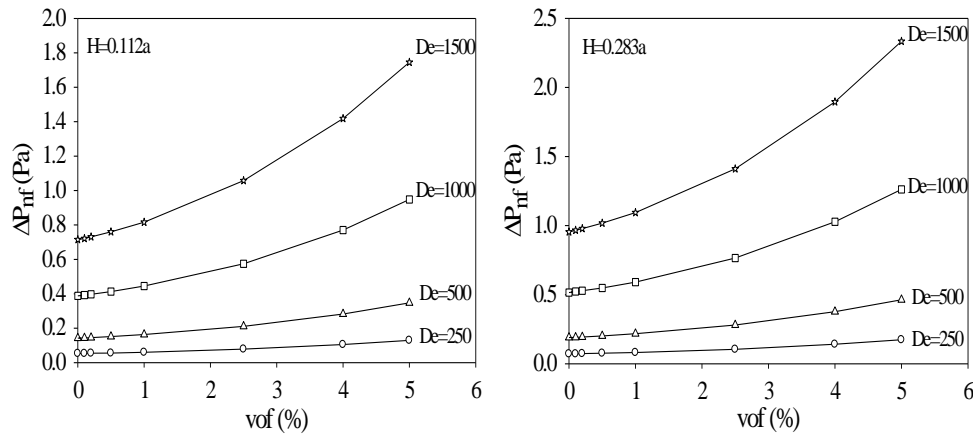 2.0
1.8
1.6
1.4
1.2
1.0
0.8
0.6
0.4
0.2
0.0
ΔPnf (Pa)
H=0.112a
De=1500
De=1000
De=500
De=250
0 1 2 3 4 5 6
vof (%)
2.5
2.0
1.5
1.0
0.5
0.0
ΔPnf (Pa)
H=0.283a
De=1500
De=1000
De=500
De=250
0 1 2 3 4 5 6
vof (%)